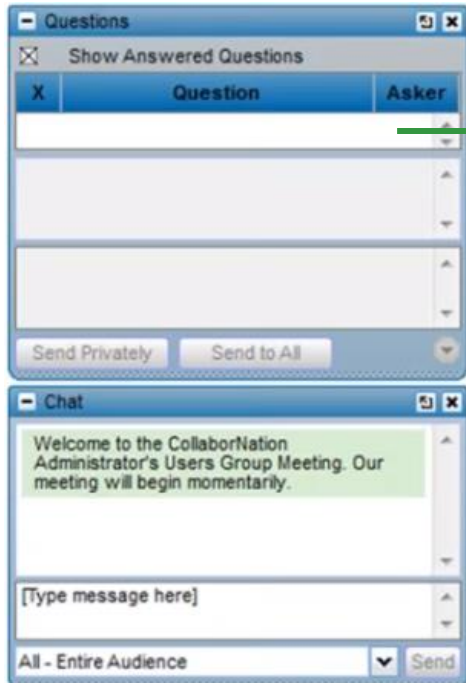 Questions
Show Answered Questions
X Question Asker
Send Privately Send to All
Chat
Welcome to the CollaborNation
Administrator's Users Group Meeting. Our
meeting will begin momentarily.
[Type message here]
All - Entire Audience Send